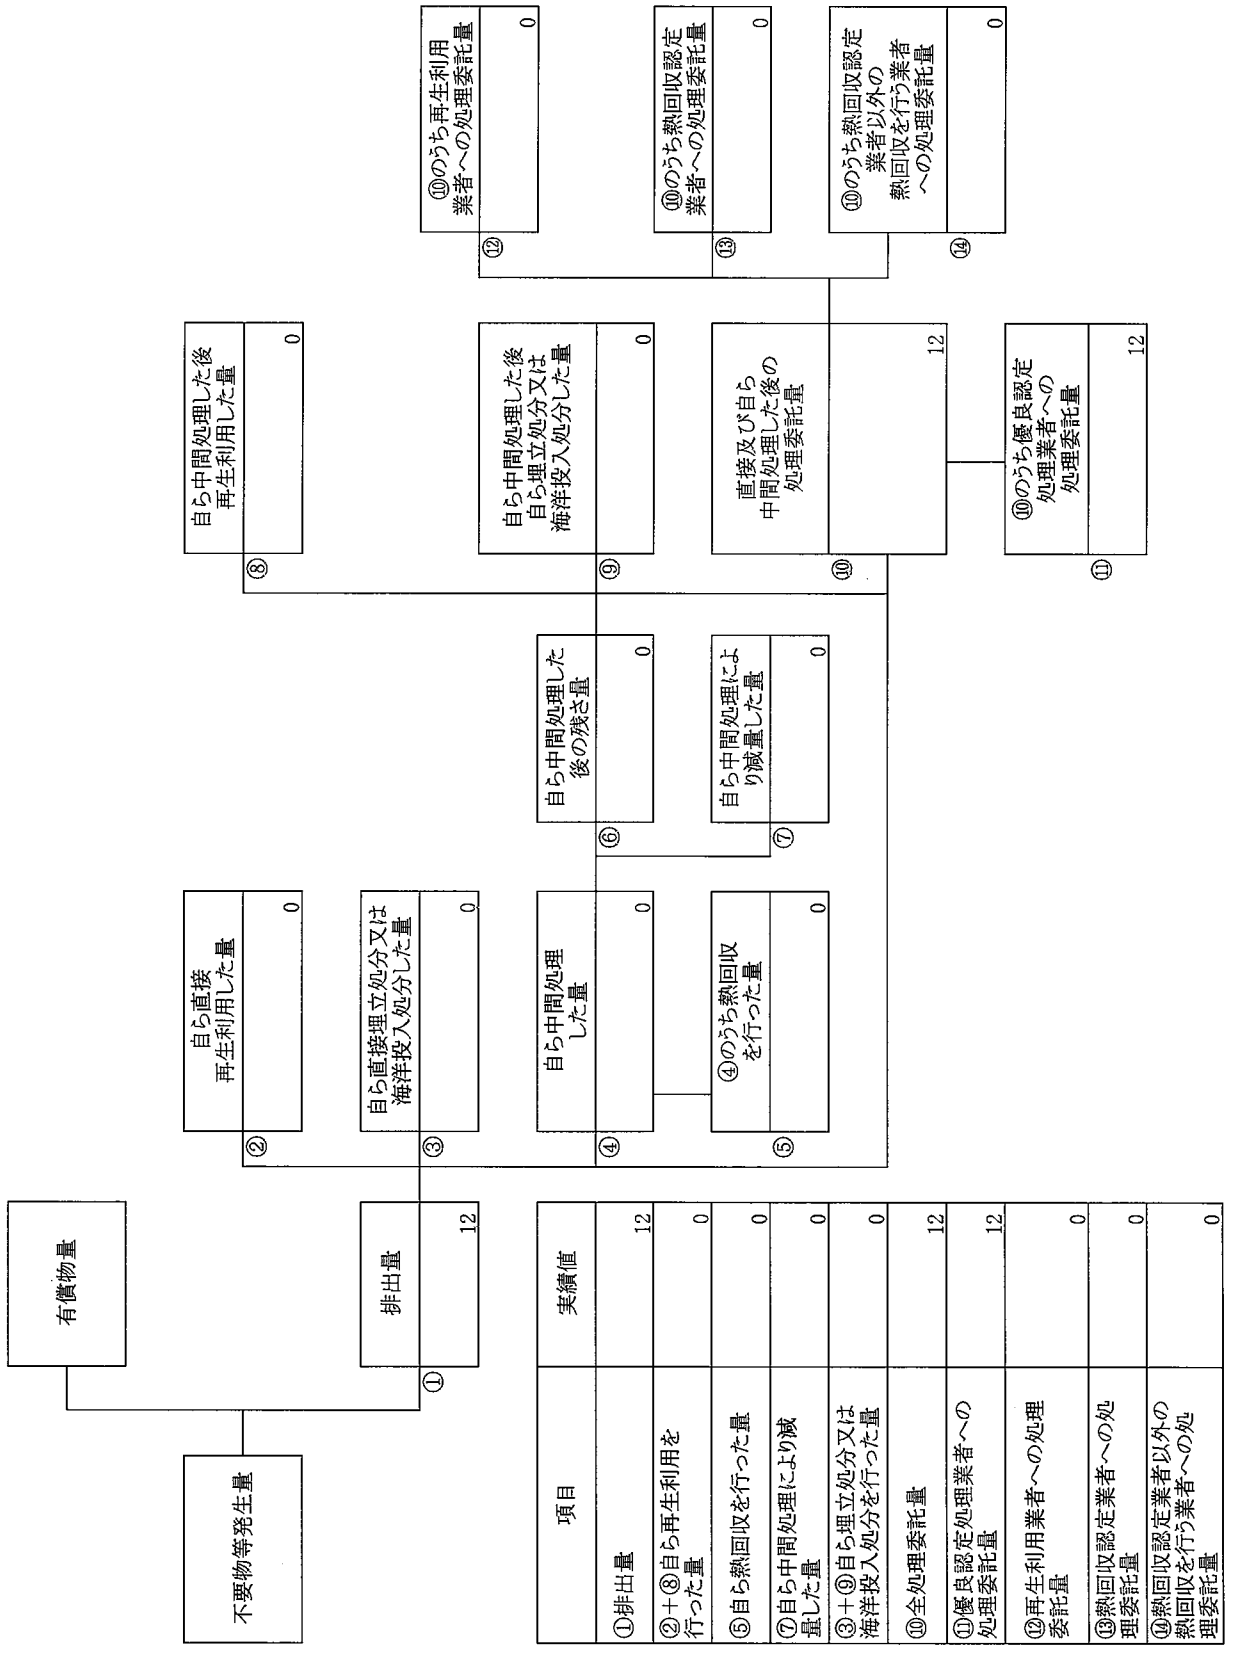 不要物等発生量
有償物量
①
排出量
12
②
自ら直接
再生利用した量
0
③
自ら直接埋立処分又は
海洋投入処分した量
0
④
自ら中間処理
した量
0
⑤
④のうち熱回収
を行った量
0
⑥
自ら中間処理した
後の残さ量
0
⑦
自ら中間処理によ
り減量した量
0
⑧
自ら中間処理した後
再生利用した量
0
⑨
自ら中間処理した後
自ら埋立処分又は
海洋投入処分した量
0
⑩
直接及び自ら
中間処理した後の
処理委託量
12
⑪
⑩のうち優良認定
処理業者への
処理委託量
12
⑫
⑩のうち再生利用
業者への処理委託量
0
⑬
⑩のうち熱回収認定
業者への処理委託量
0
⑭
⑩のうち熱回収認定
業者以外の
熱回収を行う業者
への処理委託量
0
項目 実績値
①排出量 12
②＋⑧自ら再生利用を
行った量 0
⑤自ら熱回収を行った量 0
⑦自ら中間処理により減
量した量 0
③＋⑨自ら埋立処分又は
海洋投入処分を行った量 0
⑩全処理委託量 12
⑪優良認定処理業者への
処理委託量 12
⑫再生利用業者への処理
委託量 0
⑬熱回収認定業者への処
理委託量 0
⑭熱回収認定業者以外の
熱回収を行う業者への処
理委託量 0